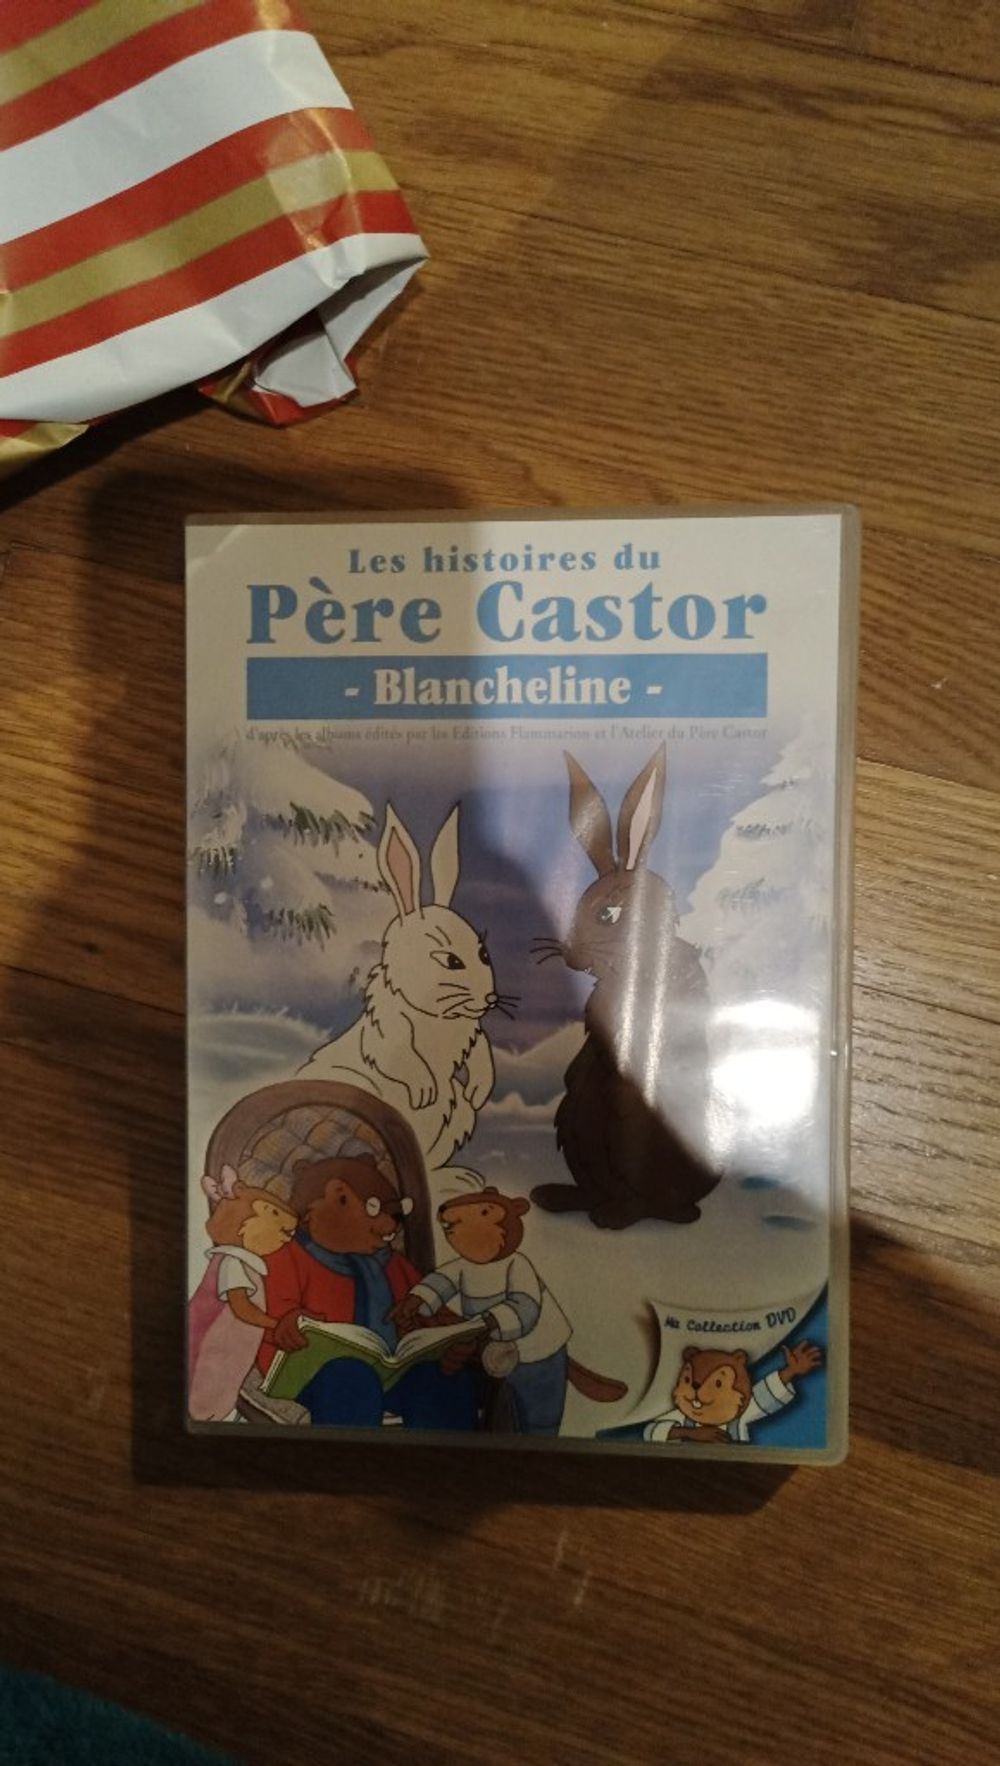 Les histoires du
Père Castor
- Blancheline -
d'après les albums édités par les Editions Flammarion et l'Atelier du Père Castor
Ma Collection DVD